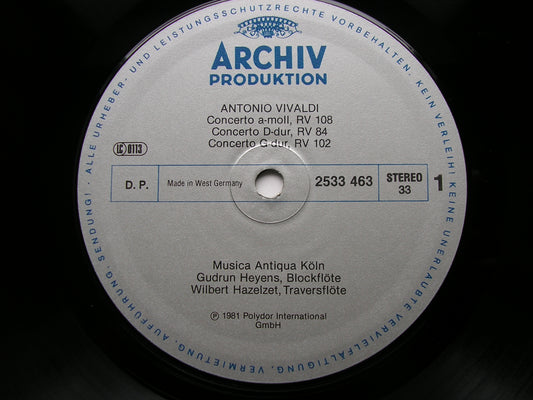 ALLE URHEBER- UND LEISTUNGSSCHUTZRECHTE VORBEHALTEN. KEIN VERLEIH! KEINE UNERLAUBTE VERVIELFÄLTIGUNG, VERMIETUNG, AUFFÜHRUNG, SENDUNG!
ARCHIV
PRODUKTION
ANTONIO VIVALDI
Concerto a-moll, RV 108
Concerto D-dur, RV 84
Concerto G-dur, RV 102
LC 0113
D. P.
Made in West Germany
2533 463
STEREO
33
1
Musica Antiqua Köln
Gudrun Heyens, Blockflöte
Wilbert Hazelzet, Traversflöte
℗ 1981 Polydor International
GmbH